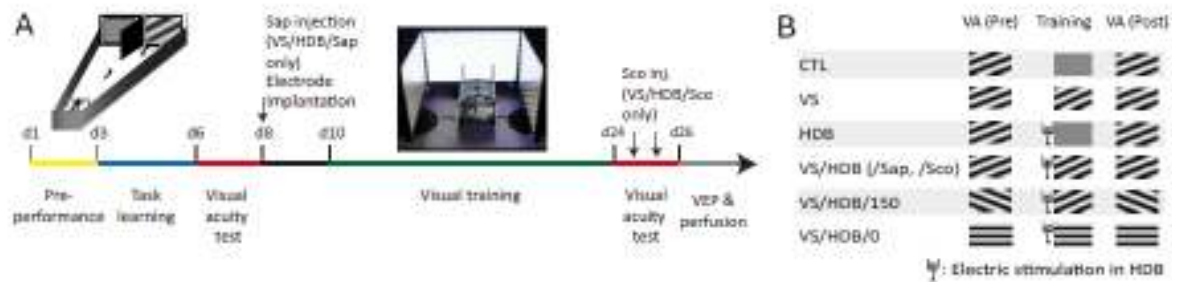 A
Sap injection
(VS/HDB/Sap
only)
Electrode
implantation
Sco inj.
(VS/HDB/Sco
only)
d1
d3
d6
d8
d10
d24
d26
Pre-
performance
Task
learning
Visual
acuity
test
Visual training
Visual
acuity
test
VEP &
perfusion
B
VA (Pre) Training VA (Post)
CTL
VS
HDB
VS/HDB (/Sap, /Sco)
VS/HDB/150
VS/HDB/0
: Electric stimulation in HDB